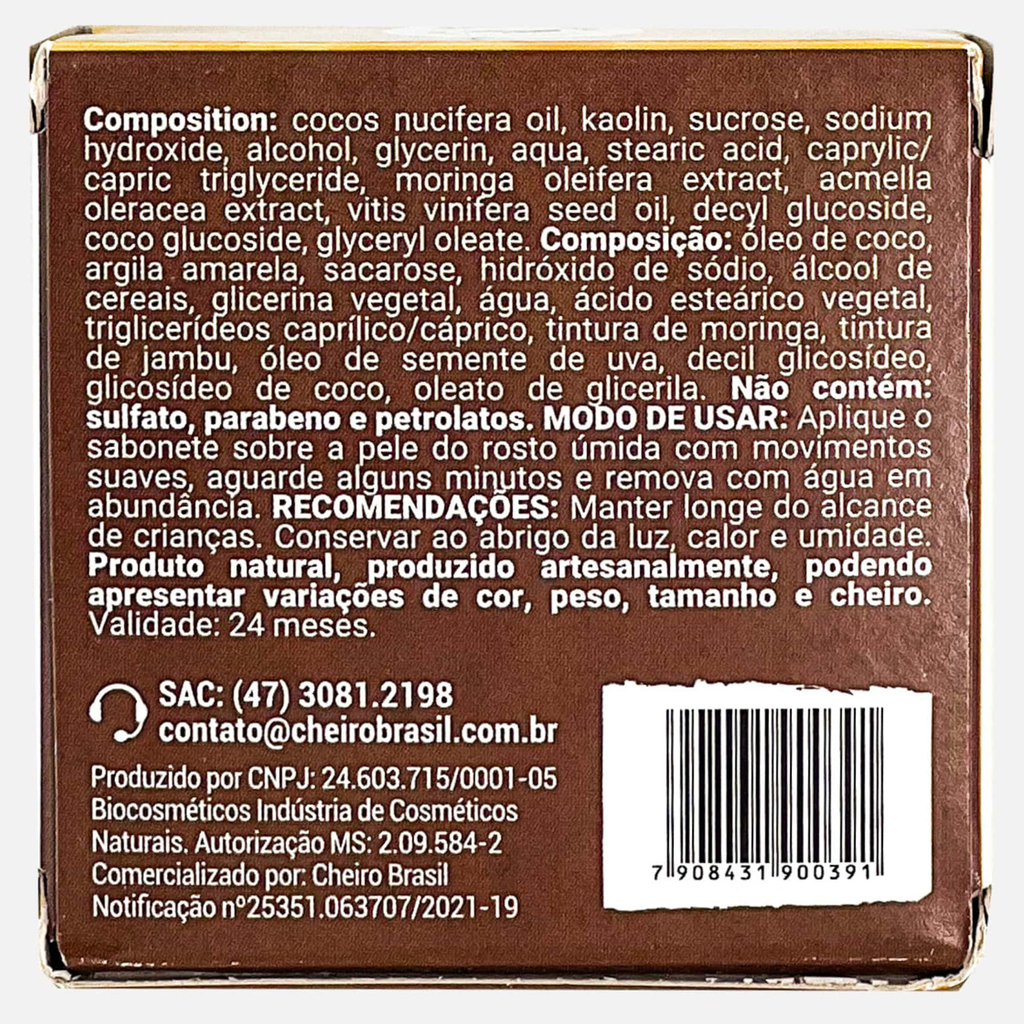 Composition: cocos nucifera oil, kaolin, sucrose, sodium
hydroxide, alcohol, glycerin, aqua, stearic acid, caprylic/
capric triglyceride, moringa oleifera extract, acmella
oleracea extract, vitis vinifera seed oil, decyl glucoside,
coco glucoside, glyceryl oleate. Composição: óleo de coco,
argila amarela, sacarose, hidróxido de sódio, álcool de
cereais, glicerina vegetal, água, ácido esteárico vegetal,
triglicerídeos caprílico/cáprico, tintura de moringa, tintura
de jambu, óleo de semente de uva, decil glicosídeo,
glicosídeo de coco, oleato de glicerila. Não contém:
sulfato, parabeno e petrolatos. MODO DE USAR: Aplique o
sabonete sobre a pele do rosto úmida com movimentos
suaves, aguarde alguns minutos e remova com água em
abundância. RECOMENDAÇÕES: Manter longe do alcance
de crianças. Conservar ao abrigo da luz, calor e umidade.
Produto natural, produzido artesanalmente, podendo
apresentar variações de cor, peso, tamanho e cheiro.
Validade: 24 meses.
SAC: (47) 3081.2198
contato@cheirobrasil.com.br
Produzido por CNPJ: 24.603.715/0001-05
Biocosméticos Indústria de Cosméticos
Naturais. Autorização MS: 2.09.584-2
Comercializado por: Cheiro Brasil
Notificação nº25351.063707/2021-19
7 908431 900391